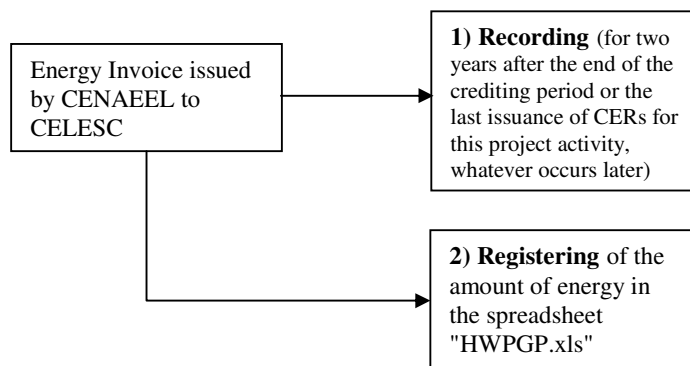 Energy Invoice issued
by CENAEEL to
CELESC
1) Recording (for two
years after the end of the
crediting period or the
last issuance of CERs for
this project activity,
whatever occurs later)
2) Registering of the
amount of energy in
the spreadsheet
"HWPGP.xls"